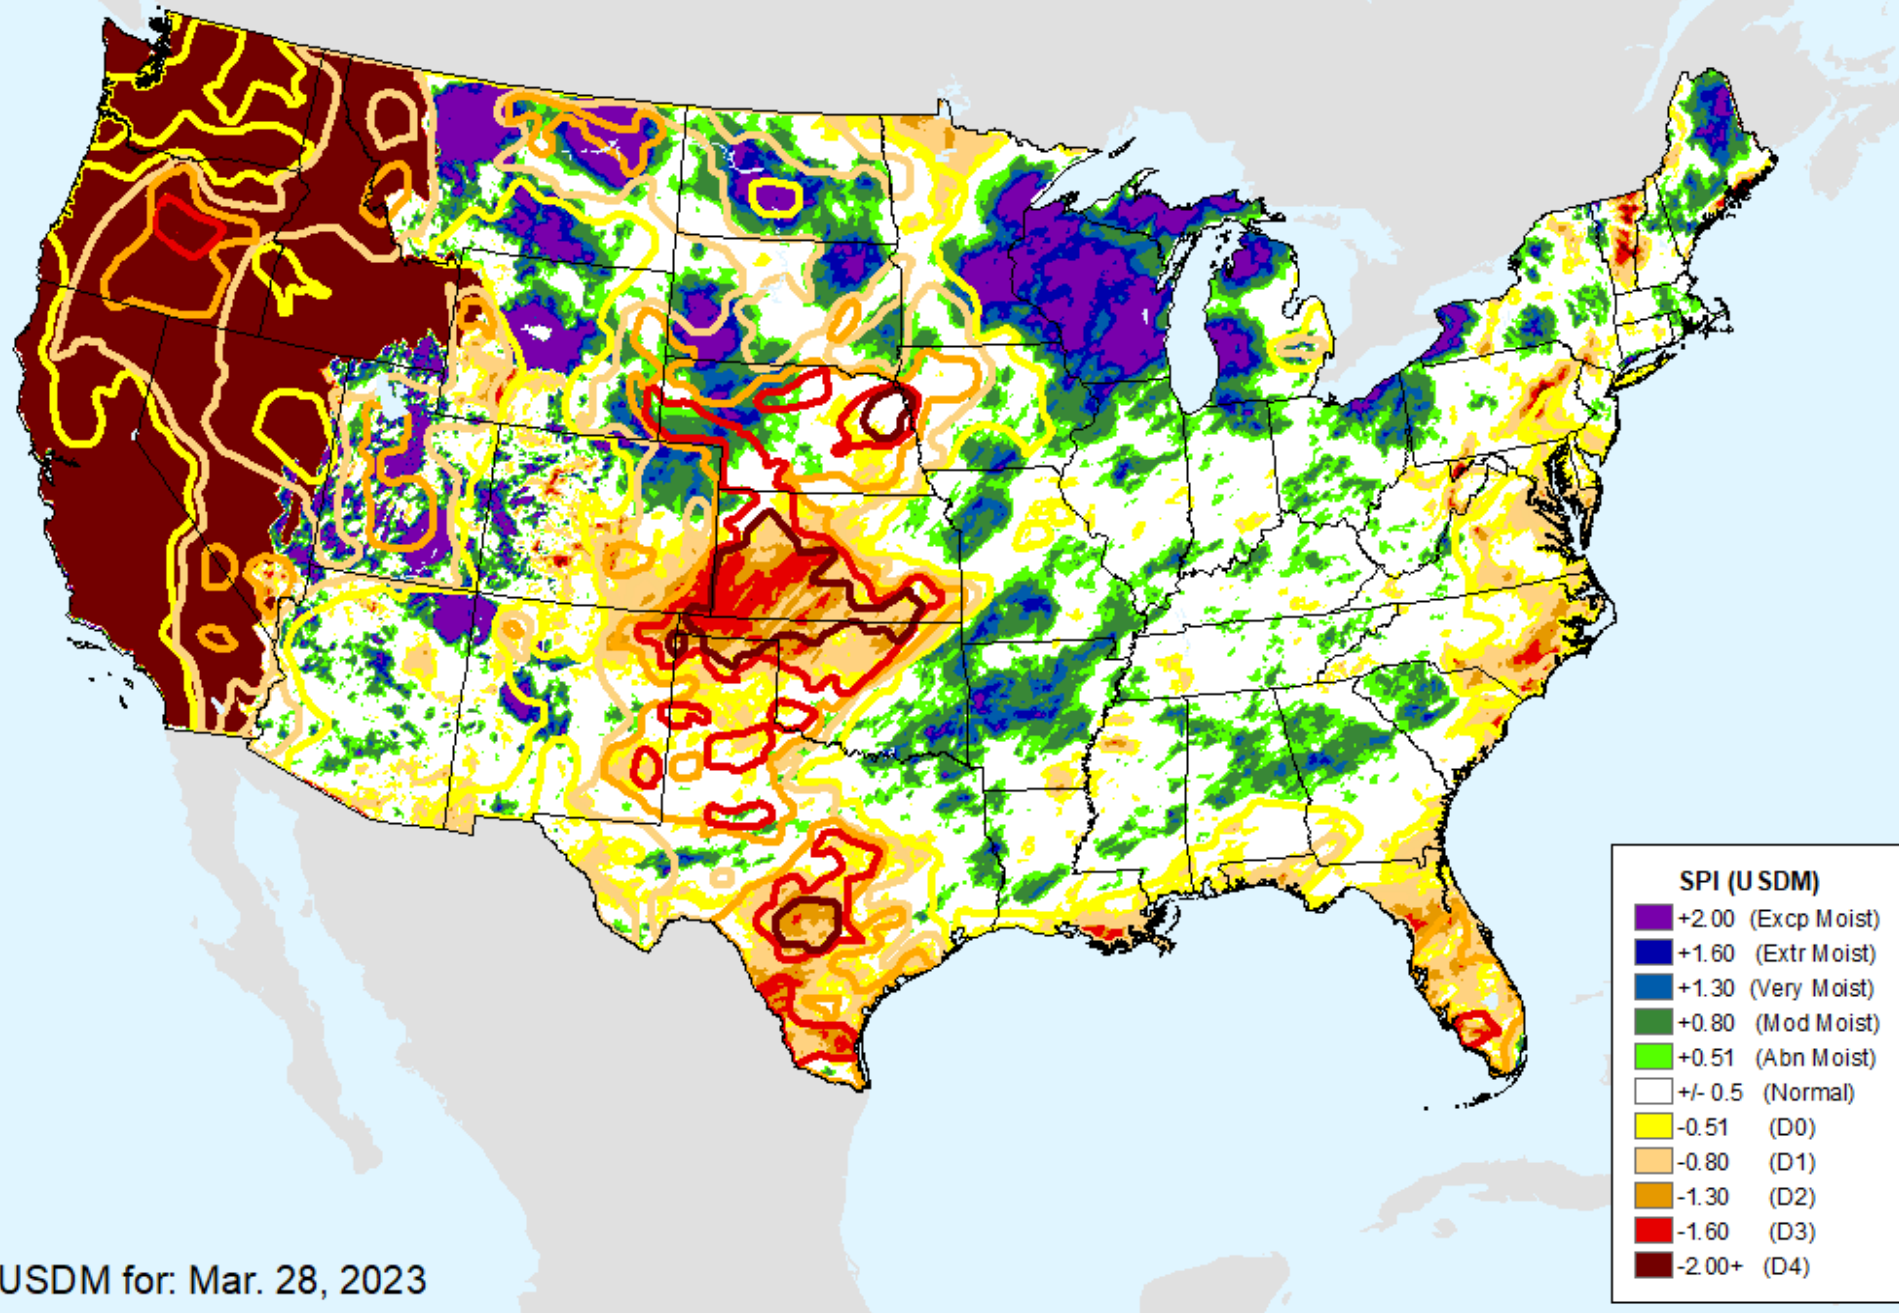 SPI (USDM)
+2.00 (Excp Moist)
+1.60 (Extr Moist)
+1.30 (Very Moist)
+0.80 (Mod Moist)
+0.51 (Abn Moist)
+/- 0.5 (Normal)
-0.51 (D0)
-0.80 (D1)
-1.30 (D2)
-1.60 (D3)
-2.00+ (D4)
USDM for: Mar. 28, 2023